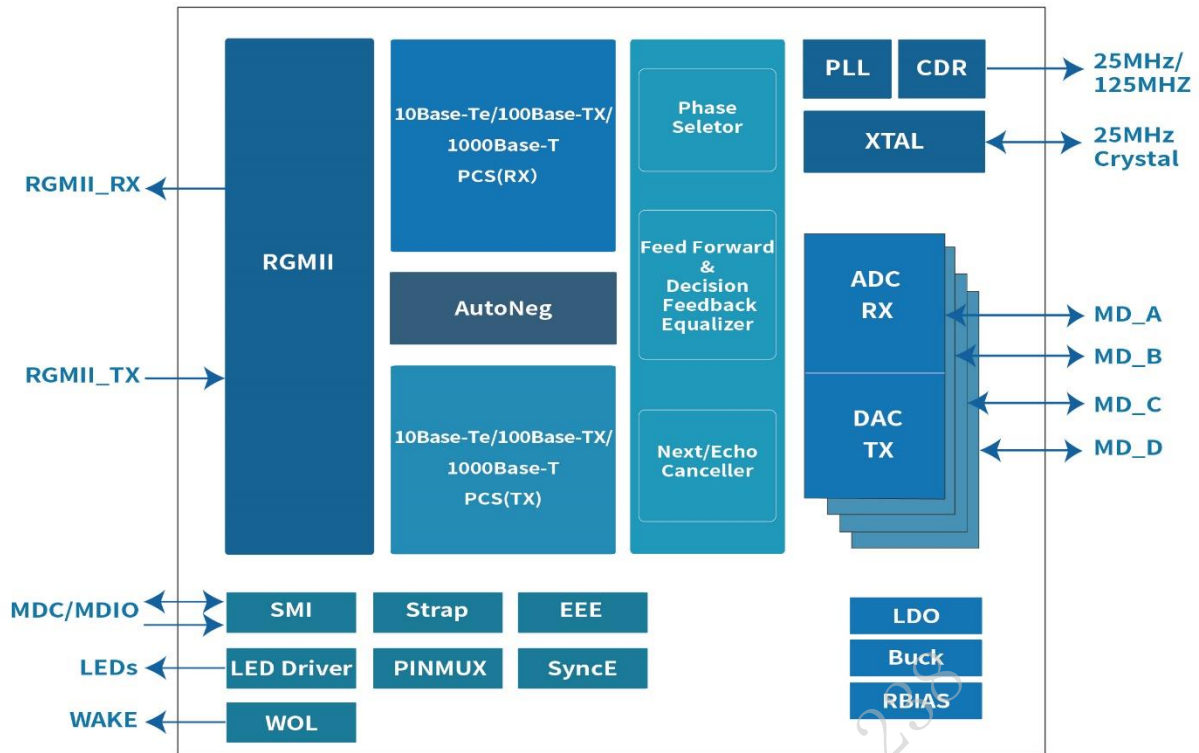 RGMII_RX
RGMII_TX
RGMII
10Base-Te/100Base-TX/
1000Base-T
PCS(RX)
AutoNeg
10Base-Te/100Base-TX/
1000Base-T
PCS(TX)
Phase
Seletor
Feed Forward
&
Decision
Feedback
Equalizer
Next/Echo
Canceller
PLL
CDR
25MHz/
125MHZ
XTAL
25MHz
Crystal
ADC
RX
DAC
TX
MD_A
MD_B
MD_C
MD_D
MDC/MDIO
SMI
Strap
EEE
LEDs
LED Driver
PINMUX
SyncE
WAKE
WOL
LDO
Buck
RBIAS
238